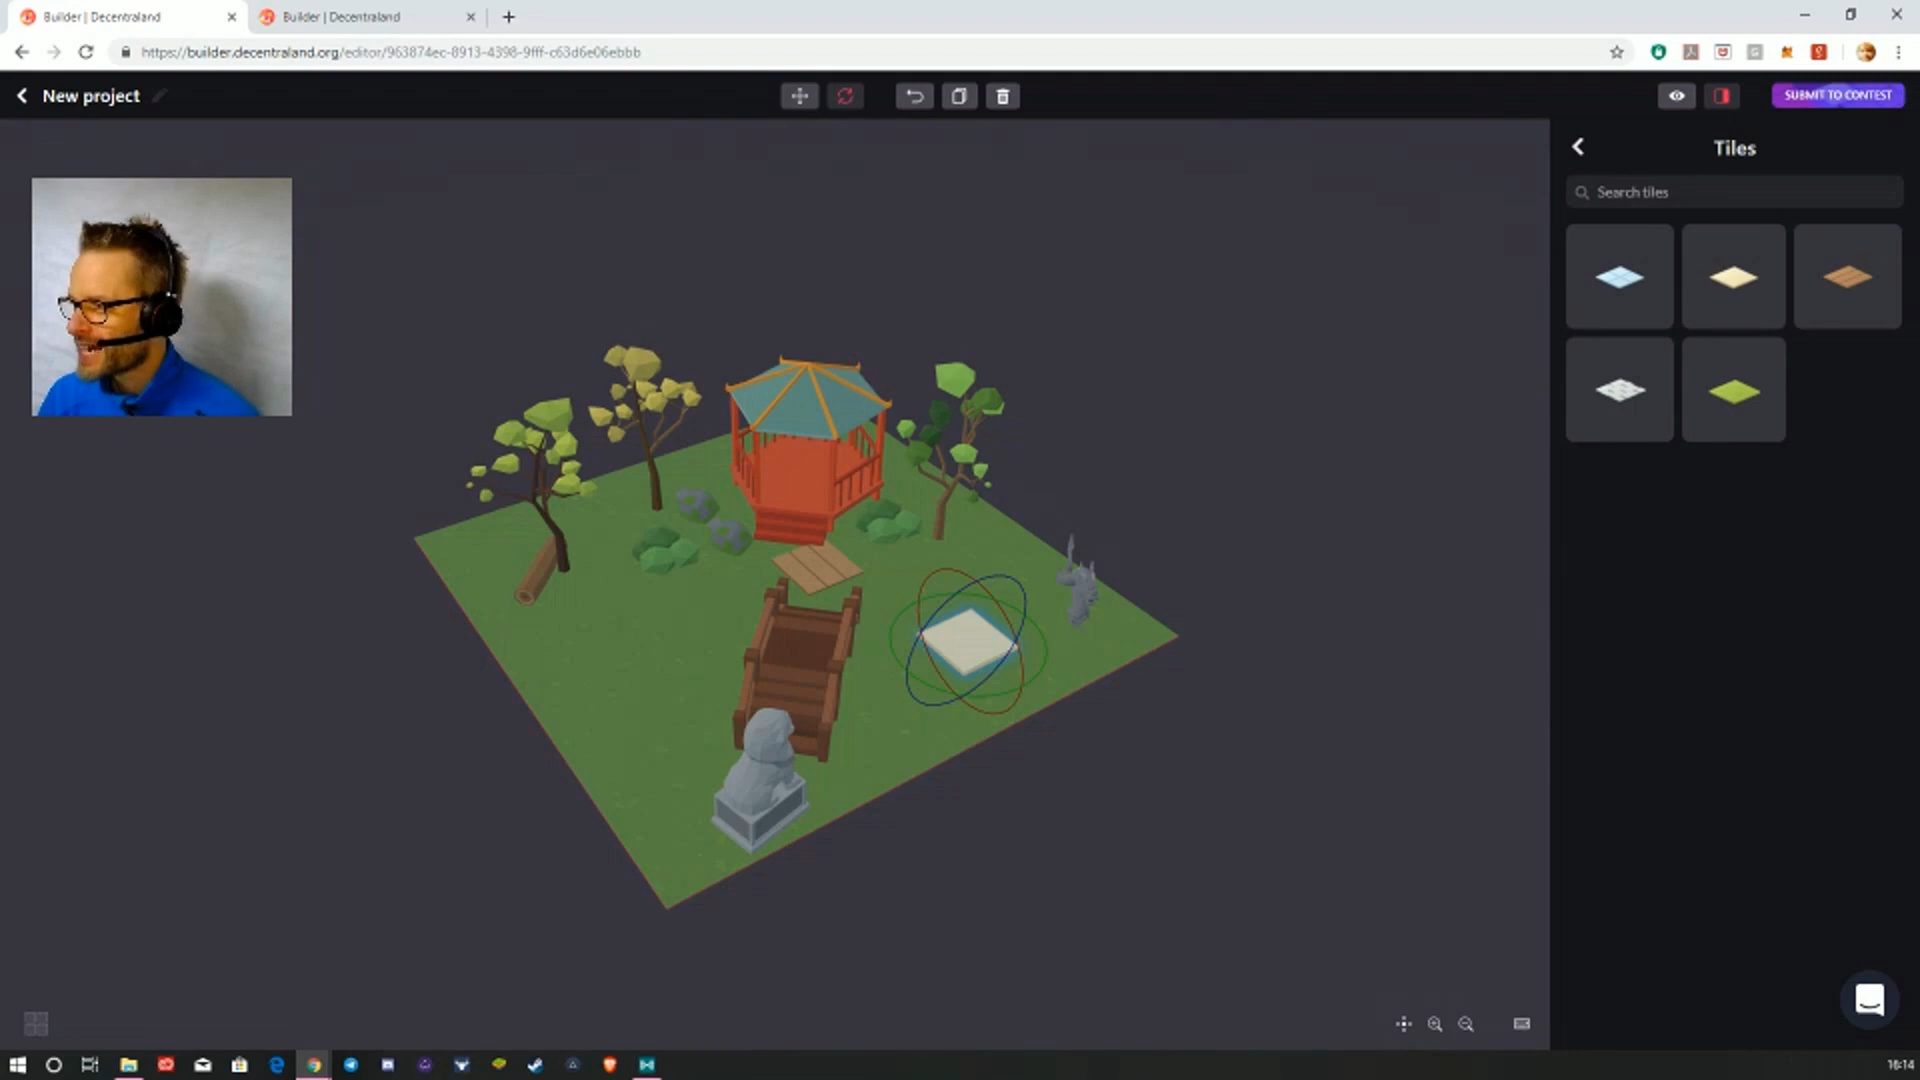 Builder | Decentraland
Builder | Decentraland
https://builder.decentraland.org/editor/963874ec-8913-4398-9fff-c63d6e06ebbb
New project
SUBMIT TO CONTEST
Tiles
Search tiles
16:14